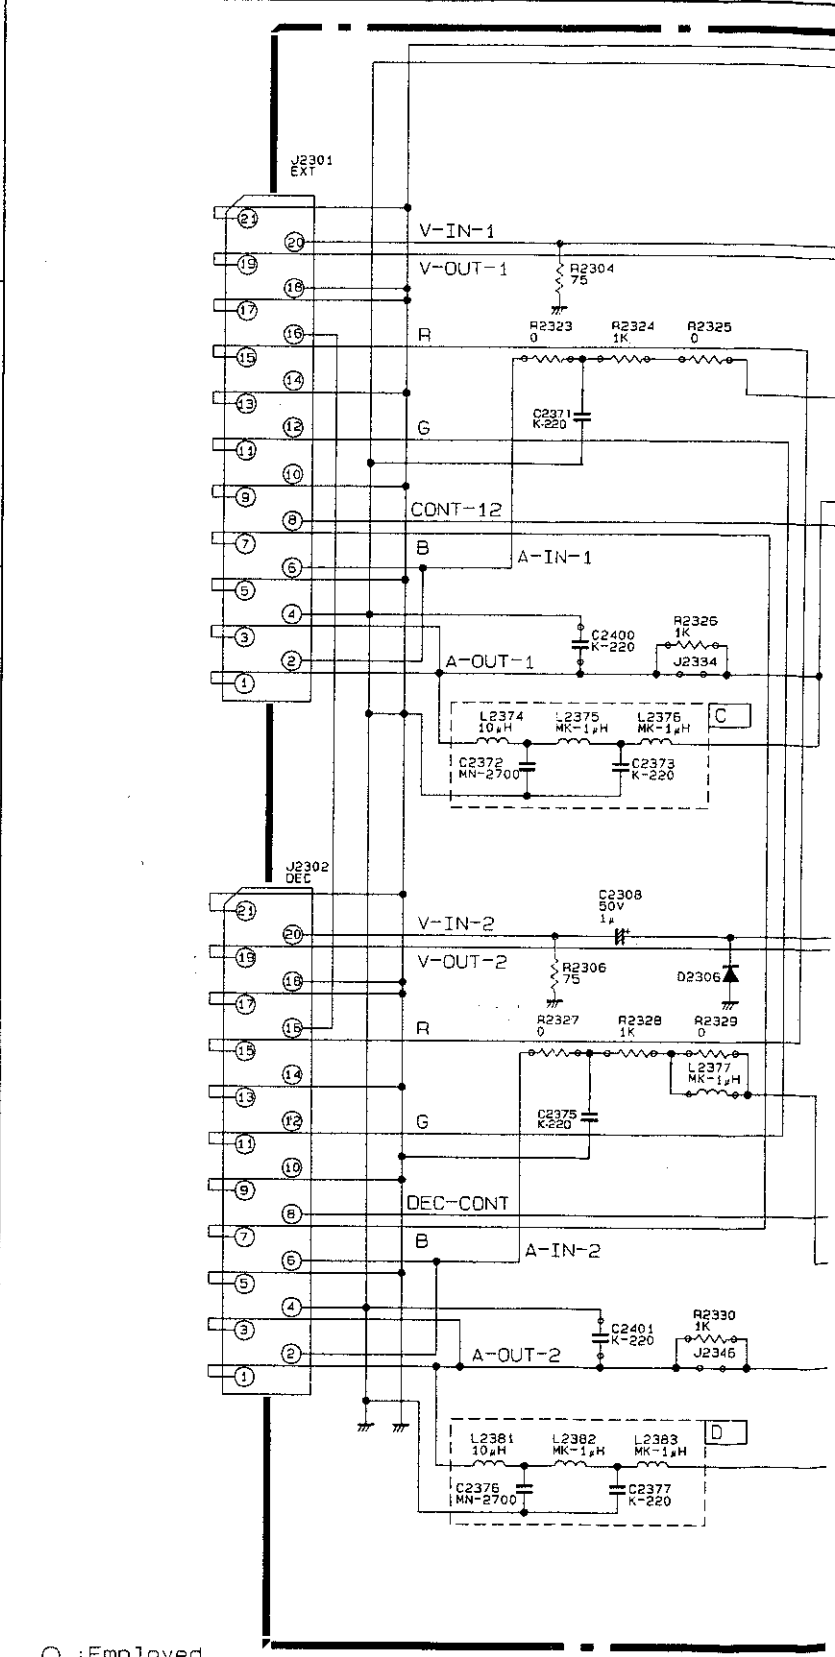 J2301
EXT
21
V-IN-1
20
19
V-OUT-1
R2304
75
18
17
R2323
0
R2324
1K
R2325
0
16
R
15
14
13
C2371
K-220
12
G
11
10
9
CONT-12
8
7
B
A-IN-1
6
5
4
R2326
1K
C2400
K-220
3
A-OUT-1
J2334
2
1
C
L2374
10μH
L2375
MK-1μH
L2376
MK-1μH
C2372
MN-2700
C2373
K-220
J2302
DEC
C2308
50V
1μ
+
21
V-IN-2
20
19
V-OUT-2
R2306
75
D2306
18
17
R2327
0
R2328
1K
R2329
0
16
R
15
L2377
MK-1μH
14
13
C2375
K-220
12
G
11
10
9
DEC-CONT
8
7
B
A-IN-2
6
5
4
R2330
1K
C2401
K-220
3
A-OUT-2
J2346
2
1
D
L2381
10μH
L2382
MK-1μH
L2383
MK-1μH
C2376
MN-2700
C2377
K-220
○ :Employed